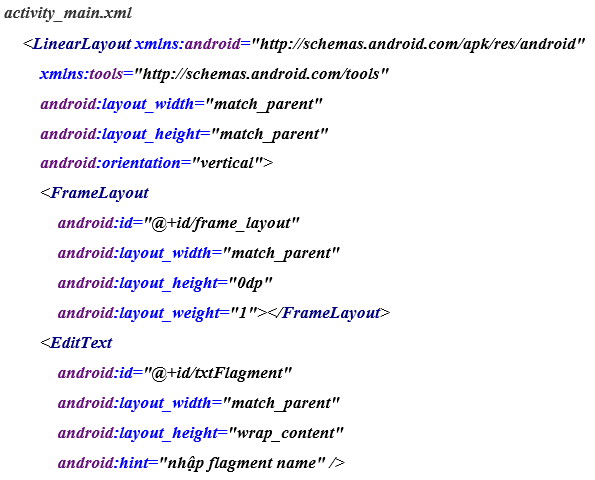 activity_main.xml
<LinearLayout xmlns:android="http://schemas.android.com/apk/res/android"
xmlns:tools="http://schemas.android.com/tools"
android:layout_width="match_parent"
android:layout_height="match_parent"
android:orientation="vertical">
<FrameLayout
android:id="@+id/frame_layout"
android:layout_width="match_parent"
android:layout_height="0dp"
android:layout_weight="1"></FrameLayout>
<EditText
android:id="@+id/txtFlagment"
android:layout_width="match_parent"
android:layout_height="wrap_content"
android:hint="nhập flagment name" />